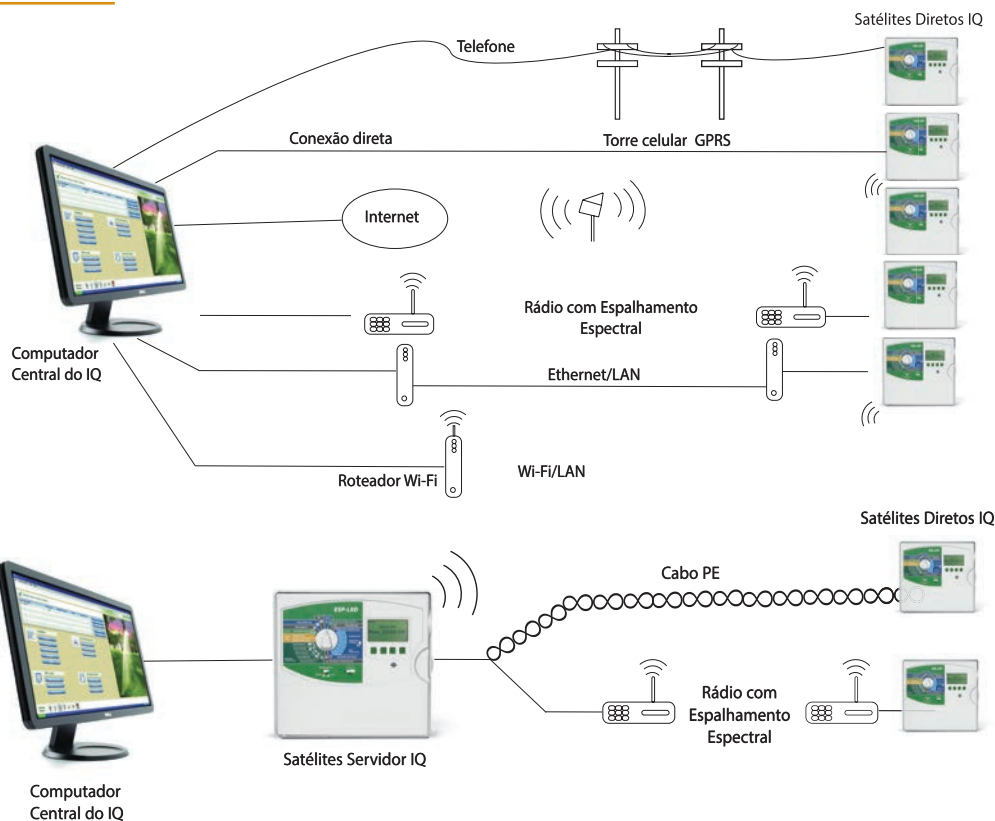 Satélites Diretos IQ
Telefone
Conexão direta
Torre celular GPRS
Internet
Rádio com Espalhamento
Espectral
Computador
Central do IQ
Ethernet/LAN
Roteador Wi-Fi
Wi-Fi/LAN
Satélites Diretos IQ
Cabo PE
ESP-LXD
Rádio com
Espalhamento
Espectral
Satélites Servidor IQ
Computador
Central do IQ